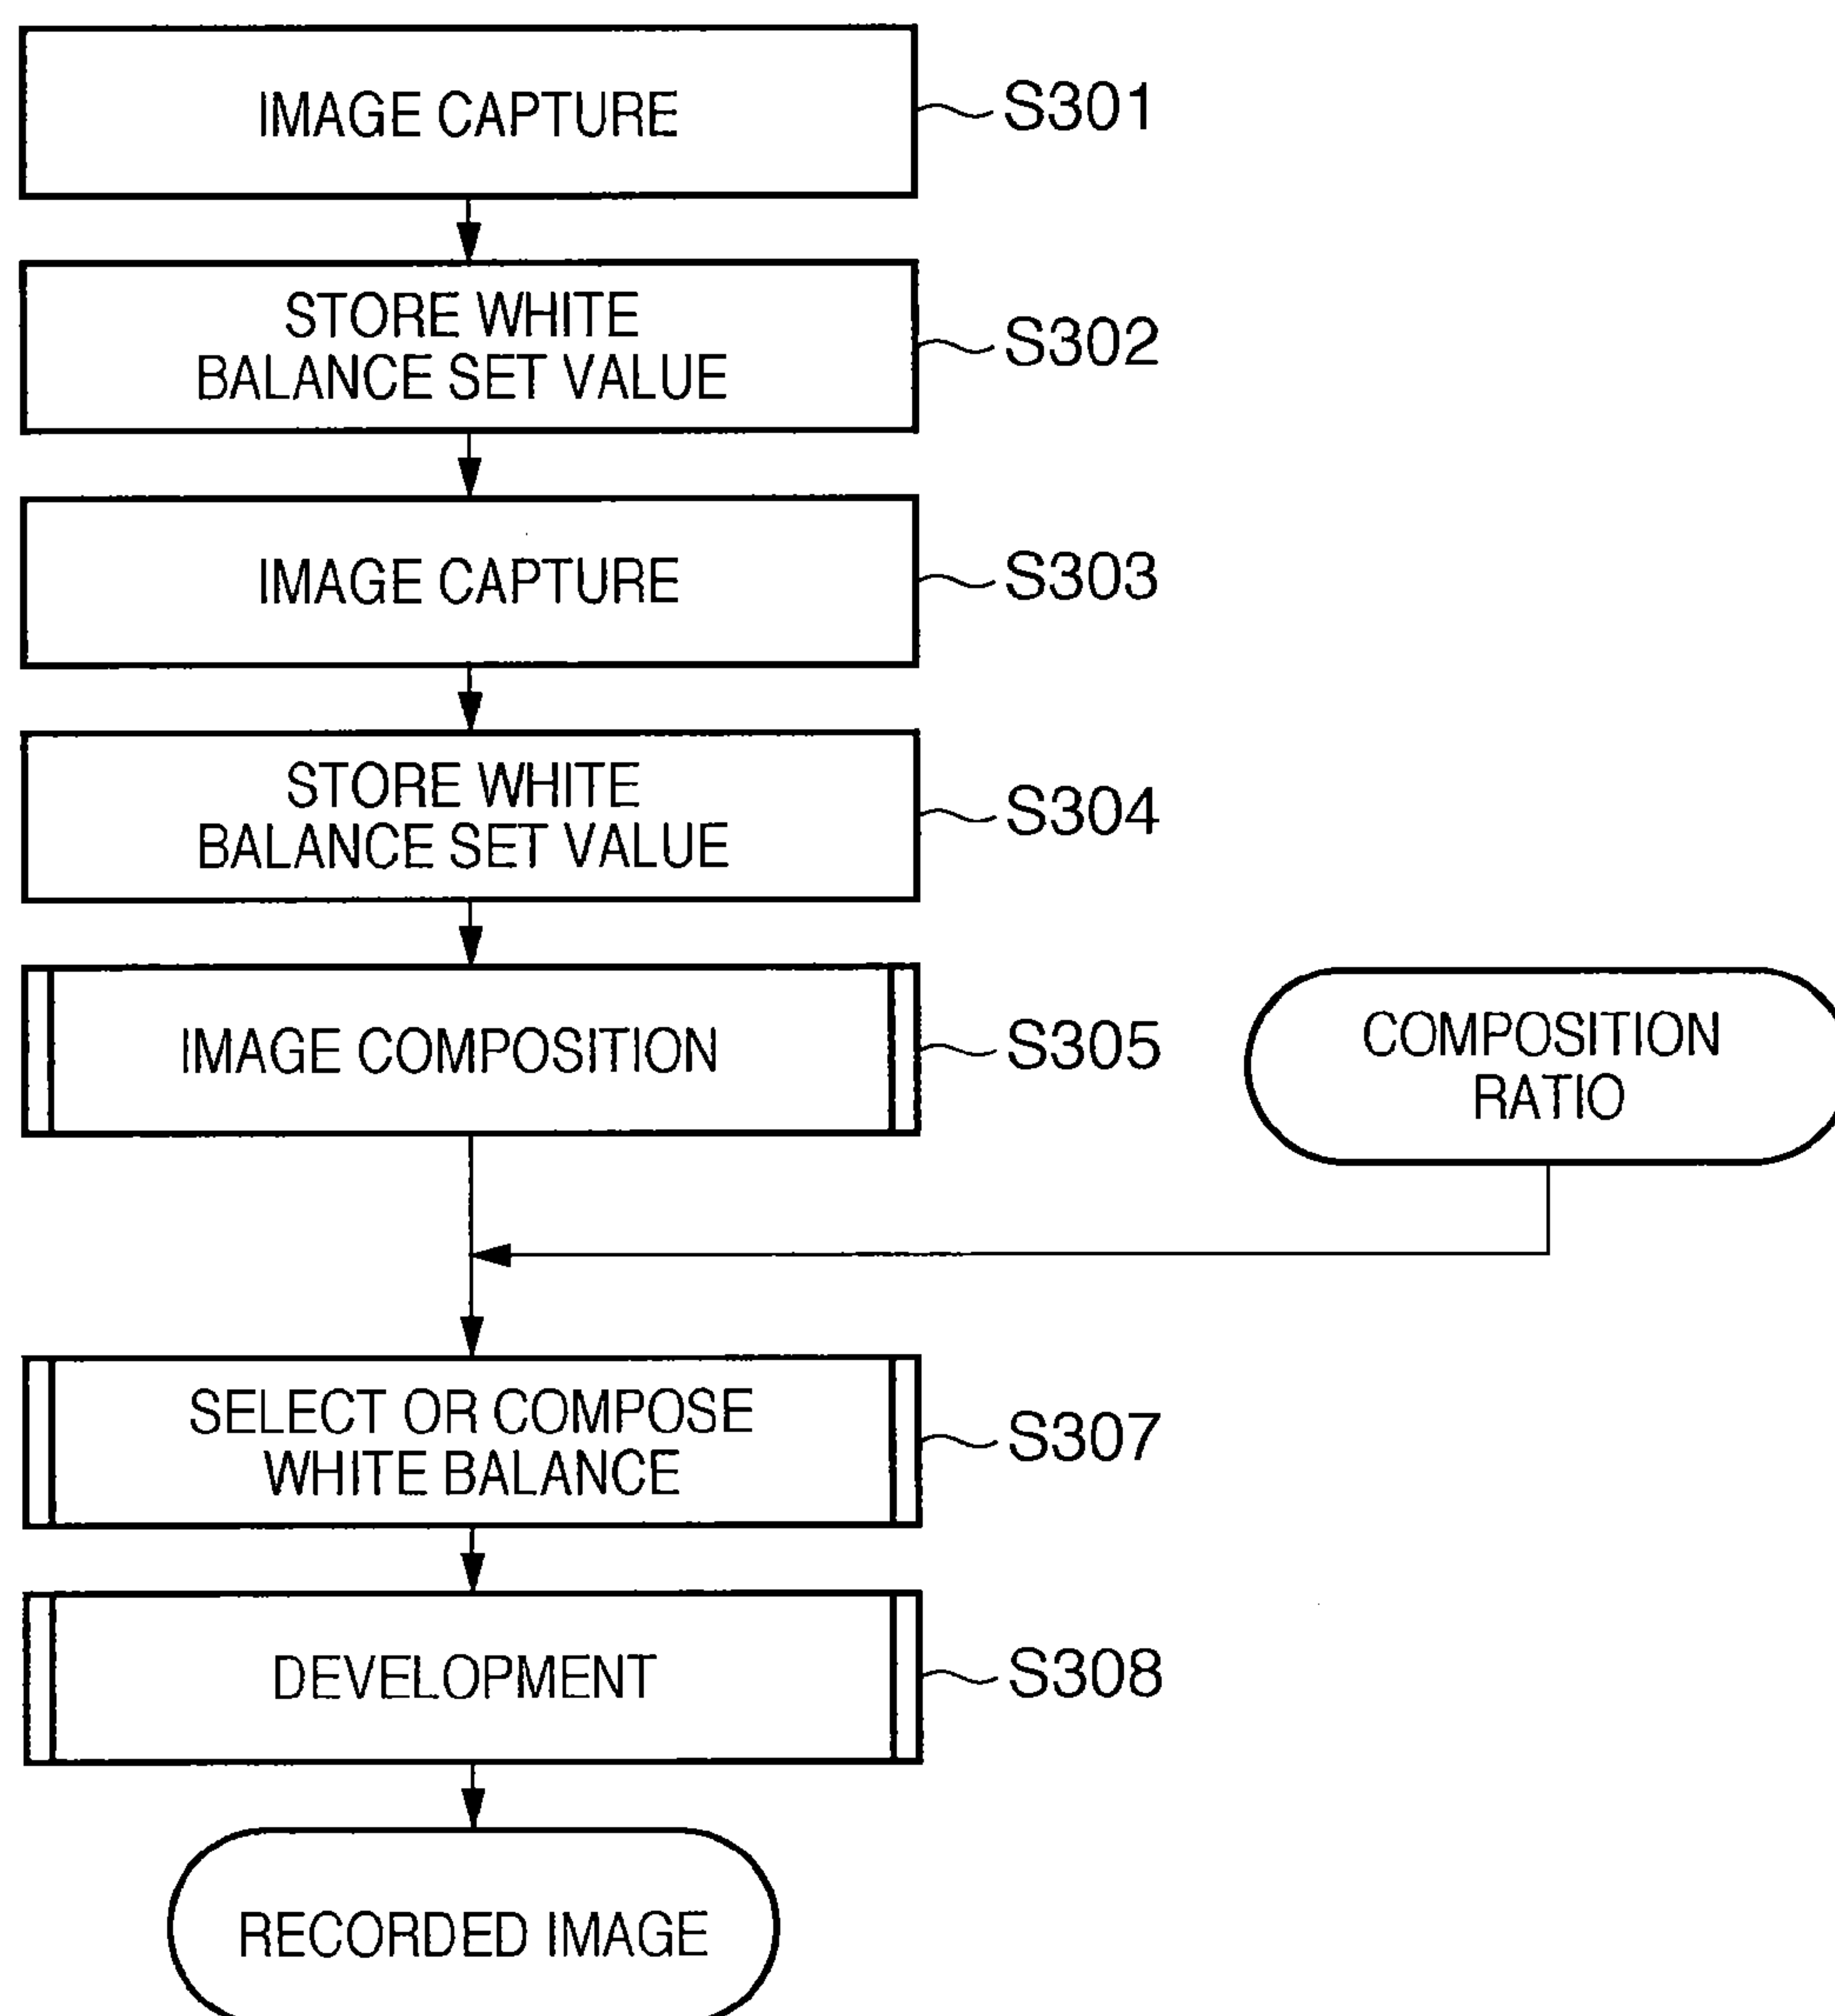 IMAGE CAPTURE
S301
STORE WHITE
BALANCE SET VALUE
S302
IMAGE CAPTURE
S303
STORE WHITE
BALANCE SET VALUE
S304
IMAGE COMPOSITION
S305
COMPOSITION
RATIO
SELECT OR COMPOSE
WHITE BALANCE
S307
DEVELOPMENT
S308
RECORDED IMAGE